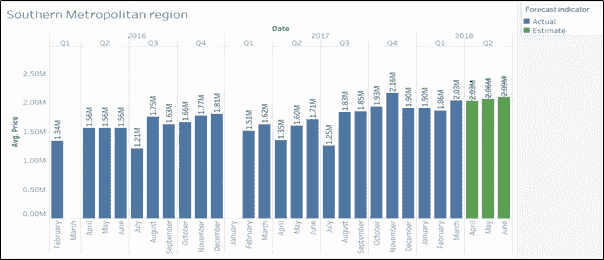 Southern Metropolitan region
Forecast indicator
Actual
Estimate
Date
2016 2017 2018
Q1 Q2 Q3 Q4 Q1 Q2 Q3 Q4 Q1 Q2
Avg. Price
2.50M
2.00M
1.50M
1.00M
0.50M
0.00M
1.34M 1.56M 1.56M 1.56M 1.21M 1.75M 1.63M 1.66M 1.77M 1.81M 1.51M 1.62M 1.35M 1.60M 1.71M 1.25M 1.83M 1.85M 1.93M 2.16M 1.90M 1.90M 1.86M 2.03M 2.03M 2.06M 2.09M
February March April May June July August September October November December January February March April May June July August September October November December January February March April May June